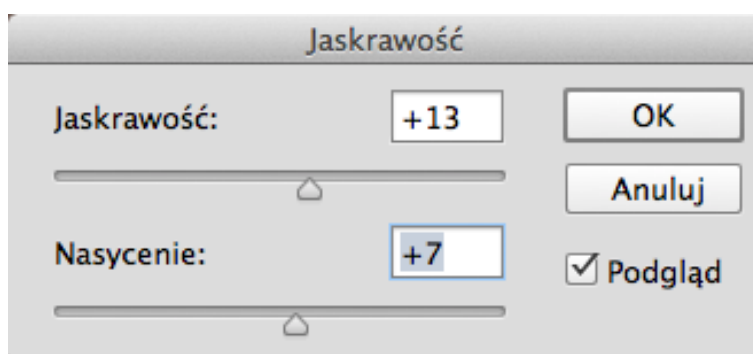 Jaskrawość
Jaskrawość: +13 OK
Anuluj
Nasycenie: +7
Podgląd